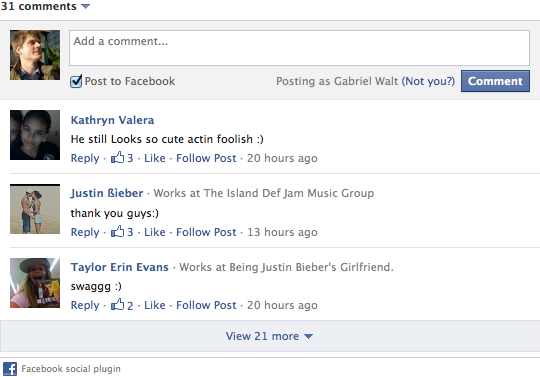 31 comments
Add a comment...
Post to Facebook Posting as Gabriel Walt (Not you?) Comment
Kathryn Valera
He still Looks so cute actin foolish :)
Reply · 3 · Like · Follow Post · 20 hours ago
Justin ßieber · Works at The Island Def Jam Music Group
thank you guys:)
Reply · 3 · Like · Follow Post · 13 hours ago
Taylor Erin Evans · Works at Being Justin Bieber's Girlfriend.
swaggg :)
Reply · 2 · Like · Follow Post · 20 hours ago
View 21 more
Facebook social plugin